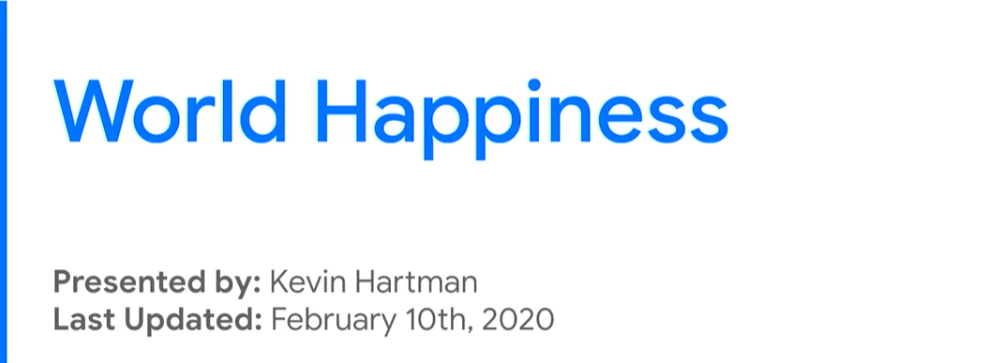 World Happiness
Presented by: Kevin Hartman
Last Updated: February 10th, 2020